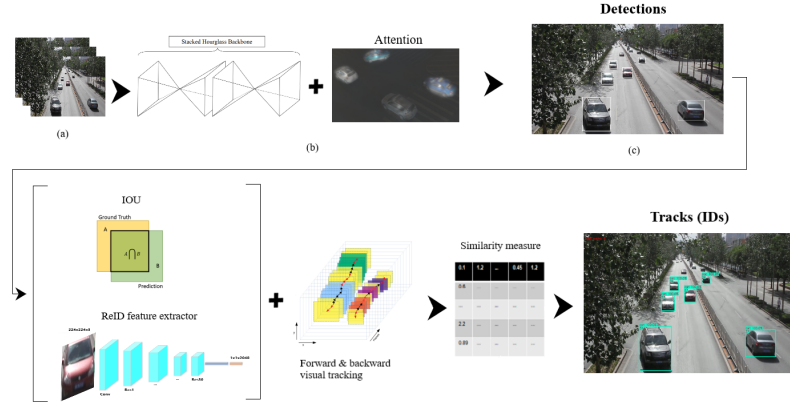 Detections
Stacked Hourglass Backbone
Attention
(a)
(b)
(c)
IOU
Ground Truth
A
A ⋂ B
B
Prediction
ReID feature extractor
224x224x3
Conv
...
...
1x1x2048
Forward & backward
visual tracking
Similarity measure
0.1 1.2 ... 0.45 1.2
0.6 ... ... ... ...
... ... ... ... ...
2.2 ... ... ... ...
0.89 ... ... ... ...
Tracks (IDs)